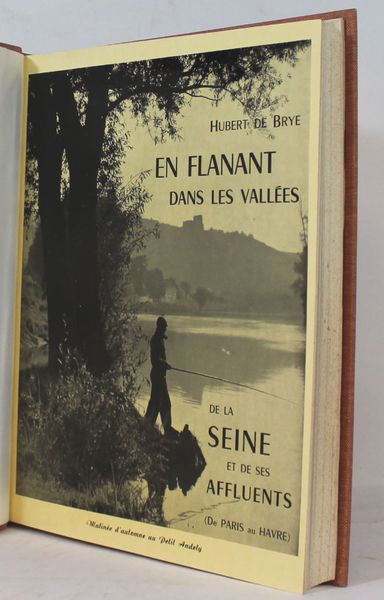 HUBERT DE BRYE
EN FLANANT
DANS LES VALLÉES
DE LA
SEINE
ET DE SES
AFFLUENTS
(DE PARIS AU HAVRE)
Matinée d'automne au Petit Andely